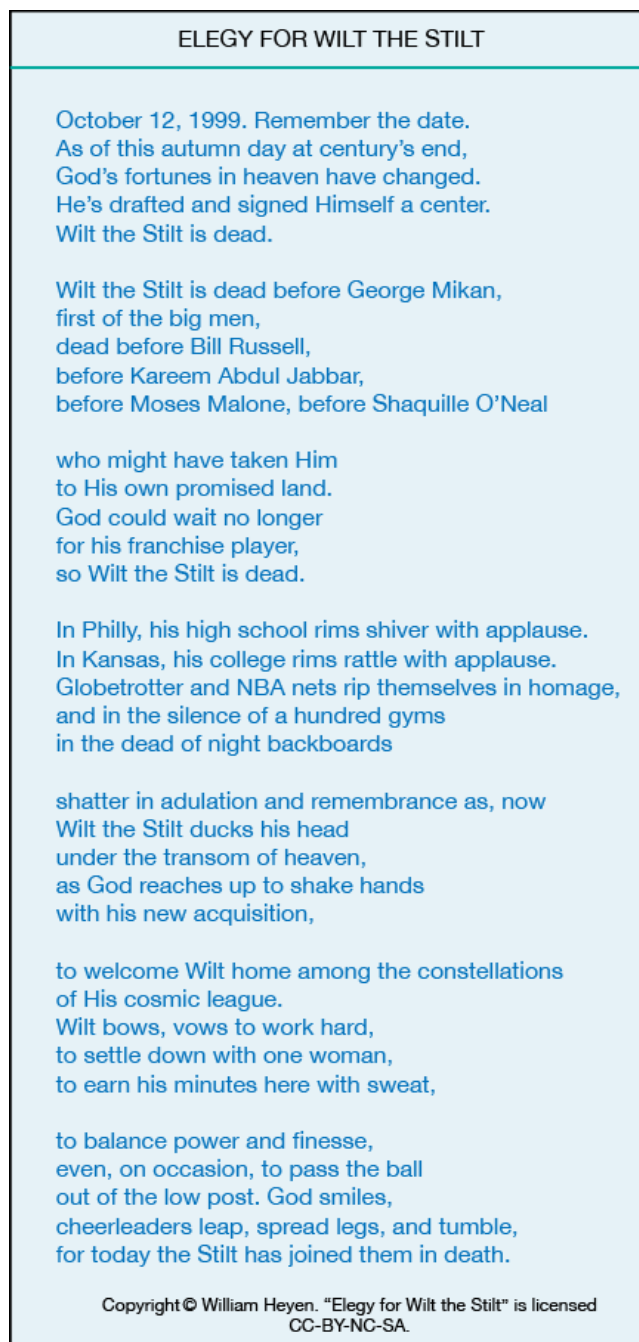 ELEGY FOR WILT THE STILT
October 12, 1999. Remember the date.
As of this autumn day at century's end,
God's fortunes in heaven have changed.
He's drafted and signed Himself a center.
Wilt the Stilt is dead.
Wilt the Stilt is dead before George Mikan,
first of the big men,
dead before Bill Russell,
before Kareem Abdul Jabbar,
before Moses Malone, before Shaquille O'Neal
who might have taken Him
to His own promised land.
God could wait no longer
for his franchise player,
so Wilt the Stilt is dead.
In Philly, his high school rims shiver with applause.
In Kansas, his college rims rattle with applause.
Globetrotter and NBA nets rip themselves in homage,
and in the silence of a hundred gyms
in the dead of night backboards
shatter in adulation and remembrance as, now
Wilt the Stilt ducks his head
under the transom of heaven,
as God reaches up to shake hands
with his new acquisition,
to welcome Wilt home among the constellations
of His cosmic league.
Wilt bows, vows to work hard,
to settle down with one woman,
to earn his minutes here with sweat,
to balance power and finesse,
even, on occasion, to pass the ball
out of the low post. God smiles,
cheerleaders leap, spread legs, and tumble,
for today the Stilt has joined them in death.
Copyright © William Heyen. "Elegy for Wilt the Stilt" is licensed
CC-BY-NC-SA.